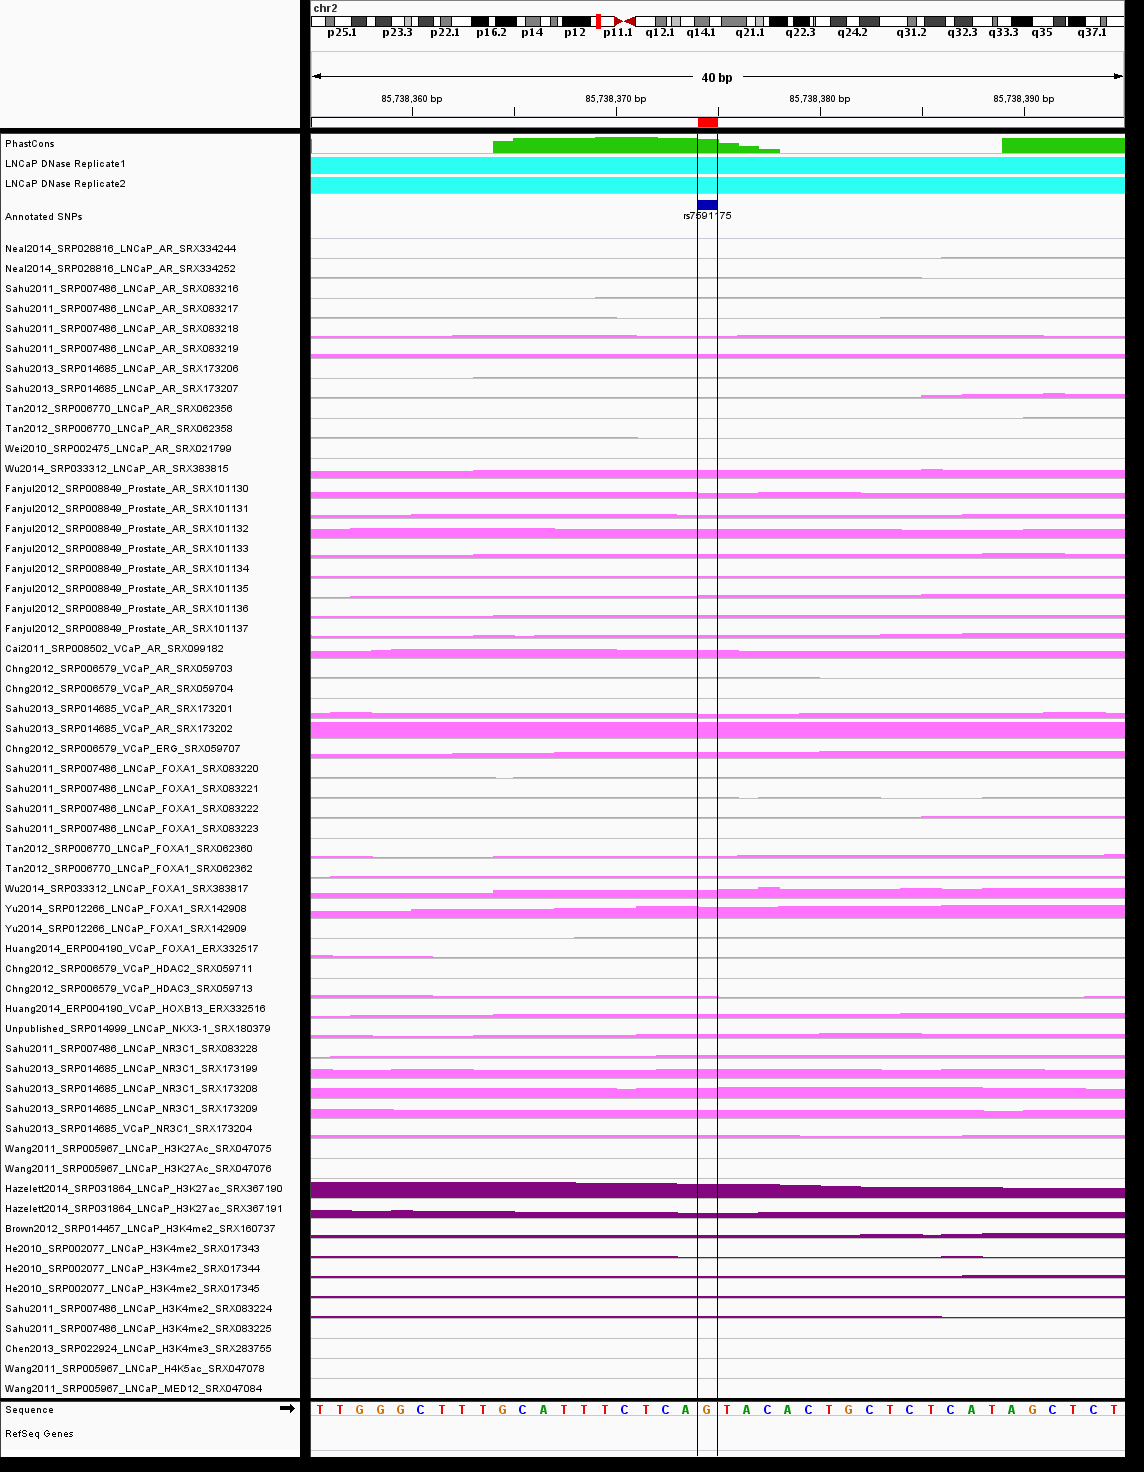 chr2
p25.1 p23.3 p22.1 p16.2 p14 p12 p11.1 q12.1 q14.1 q21.1 q22.3 q24.2 q31.2 q32.3 q33.3 q35 q37.1
40 bp
85,738,360 bp 85,738,370 bp 85,738,380 bp 85,738,390 bp
PhastCons
LNCaP DNase Replicate1
LNCaP DNase Replicate2
Annotated SNPs rs7591175
Neal2014_SRP028816_LNCaP_AR_SRX334244
Neal2014_SRP028816_LNCaP_AR_SRX334252
Sahu2011_SRP007486_LNCaP_AR_SRX083216
Sahu2011_SRP007486_LNCaP_AR_SRX083217
Sahu2011_SRP007486_LNCaP_AR_SRX083218
Sahu2011_SRP007486_LNCaP_AR_SRX083219
Sahu2013_SRP014685_LNCaP_AR_SRX173206
Sahu2013_SRP014685_LNCaP_AR_SRX173207
Tan2012_SRP006770_LNCaP_AR_SRX062356
Tan2012_SRP006770_LNCaP_AR_SRX062358
Wei2010_SRP002475_LNCaP_AR_SRX021799
Wu2014_SRP033312_LNCaP_AR_SRX383815
Fanjul2012_SRP008849_Prostate_AR_SRX101130
Fanjul2012_SRP008849_Prostate_AR_SRX101131
Fanjul2012_SRP008849_Prostate_AR_SRX101132
Fanjul2012_SRP008849_Prostate_AR_SRX101133
Fanjul2012_SRP008849_Prostate_AR_SRX101134
Fanjul2012_SRP008849_Prostate_AR_SRX101135
Fanjul2012_SRP008849_Prostate_AR_SRX101136
Fanjul2012_SRP008849_Prostate_AR_SRX101137
Cai2011_SRP008502_VCaP_AR_SRX099182
Chng2012_SRP006579_VCaP_AR_SRX059703
Chng2012_SRP006579_VCaP_AR_SRX059704
Sahu2013_SRP014685_VCaP_AR_SRX173201
Sahu2013_SRP014685_VCaP_AR_SRX173202
Chng2012_SRP006579_VCaP_ERG_SRX059707
Sahu2011_SRP007486_LNCaP_FOXA1_SRX083220
Sahu2011_SRP007486_LNCaP_FOXA1_SRX083221
Sahu2011_SRP007486_LNCaP_FOXA1_SRX083222
Sahu2011_SRP007486_LNCaP_FOXA1_SRX083223
Tan2012_SRP006770_LNCaP_FOXA1_SRX062360
Tan2012_SRP006770_LNCaP_FOXA1_SRX062362
Wu2014_SRP033312_LNCaP_FOXA1_SRX383817
Yu2014_SRP012266_LNCaP_FOXA1_SRX142908
Yu2014_SRP012266_LNCaP_FOXA1_SRX142909
Huang2014_ERP004190_VCaP_FOXA1_ERX332517
Chng2012_SRP006579_VCaP_HDAC2_SRX059711
Chng2012_SRP006579_VCaP_HDAC3_SRX059713
Huang2014_ERP004190_VCaP_HOXB13_ERX332516
Unpublished_SRP014999_LNCaP_NKX3-1_SRX180379
Sahu2011_SRP007486_LNCaP_NR3C1_SRX083228
Sahu2013_SRP014685_LNCaP_NR3C1_SRX173199
Sahu2013_SRP014685_LNCaP_NR3C1_SRX173208
Sahu2013_SRP014685_LNCaP_NR3C1_SRX173209
Sahu2013_SRP014685_VCaP_NR3C1_SRX173204
Wang2011_SRP005967_LNCaP_H3K27Ac_SRX047075
Wang2011_SRP005967_LNCaP_H3K27Ac_SRX047076
Hazelett2014_SRP031864_LNCaP_H3K27ac_SRX367190
Hazelett2014_SRP031864_LNCaP_H3K27ac_SRX367191
Brown2012_SRP014457_LNCaP_H3K4me2_SRX160737
He2010_SRP002077_LNCaP_H3K4me2_SRX017343
He2010_SRP002077_LNCaP_H3K4me2_SRX017344
He2010_SRP002077_LNCaP_H3K4me2_SRX017345
Sahu2011_SRP007486_LNCaP_H3K4me2_SRX083224
Sahu2011_SRP007486_LNCaP_H3K4me2_SRX083225
Chen2013_SRP022924_LNCaP_H3K4me3_SRX283755
Wang2011_SRP005967_LNCaP_H4K5ac_SRX047078
Wang2011_SRP005967_LNCaP_MED12_SRX047084
Sequence T T G G G C T T T G C A T T T C T C A G T A C A C T G C T C T C A T A G C T C T
RefSeq Genes